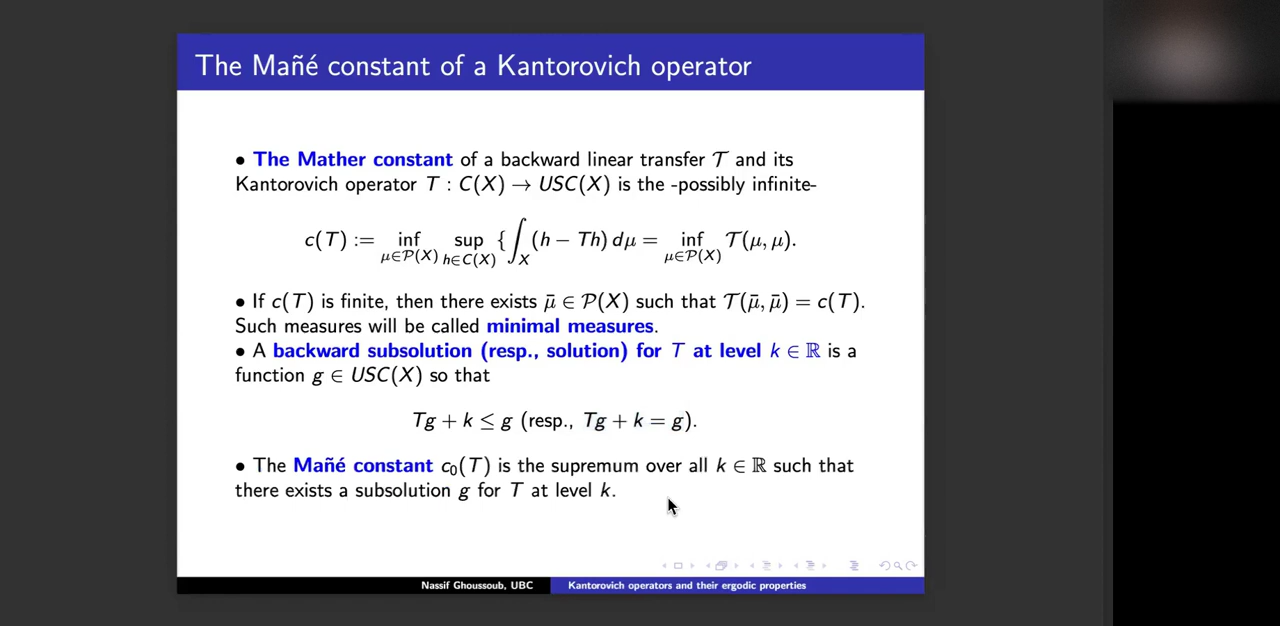 The Mañé constant of a Kantorovich operator
• The Mather constant of a backward linear transfer 𝒯 and its
Kantorovich operator T : C(X) → USC(X) is the -possibly infinite-
c(T) := inf_{μ∈𝒫(X)} sup_{h∈C(X)} { ∫_X (h − Th) dμ = inf_{μ∈𝒫(X)} 𝒯(μ, μ).
• If c(T) is finite, then there exists μ̄ ∈ 𝒫(X) such that 𝒯(μ̄, μ̄) = c(T).
Such measures will be called minimal measures.
• A backward subsolution (resp., solution) for T at level k ∈ ℝ is a
function g ∈ USC(X) so that
Tg + k ≤ g (resp., Tg + k = g).
• The Mañé constant c₀(T) is the supremum over all k ∈ ℝ such that
there exists a subsolution g for T at level k.
Nassif Ghoussoub, UBC
Kantorovich operators and their ergodic properties